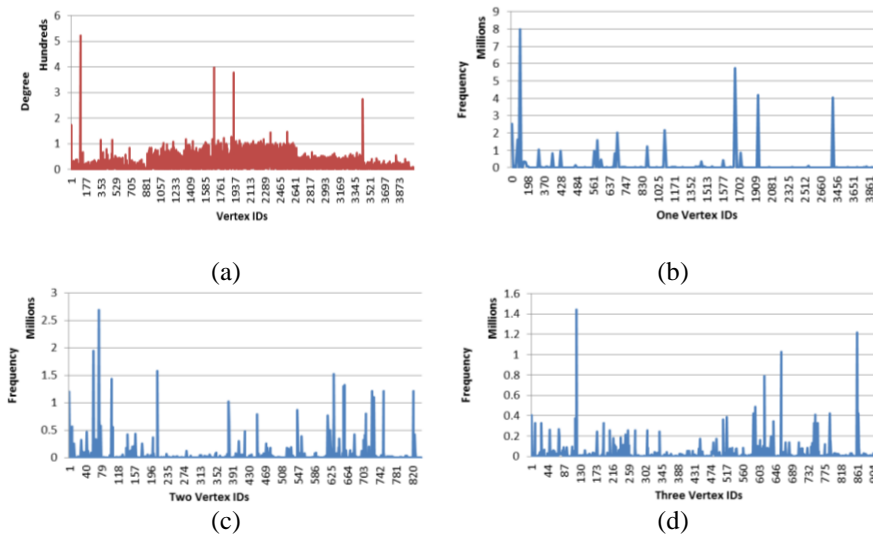 6
5
4
3
2
1
0
Hundreds
Degree
1 177 353 529 705 881 1057 1233 1409 1585 1761 1937 2113 2289 2465 2641 2817 2993 3169 3345 3521 3697 3873
Vertex IDs
(a)
9
8
7
6
5
4
3
2
1
0
Millions
Frequency
0 198 370 428 484 561 637 747 830 930 1025 1171 1352 1513 1577 1702 1909 2081 2325 2512 2660 3456 3651 3861
One Vertex IDs
(b)
3
2.5
2
1.5
1
0.5
0
Millions
Frequency
1 40 79 118 157 196 235 274 313 352 391 430 469 508 547 586 625 664 703 742 781 820
Two Vertex IDs
(c)
1.6
1.4
1.2
1
0.8
0.6
0.4
0.2
0
Millions
Frequency
1 44 87 130 173 216 259 302 345 388 431 474 517 560 603 646 689 732 775 818 861 904
Three Vertex IDs
(d)